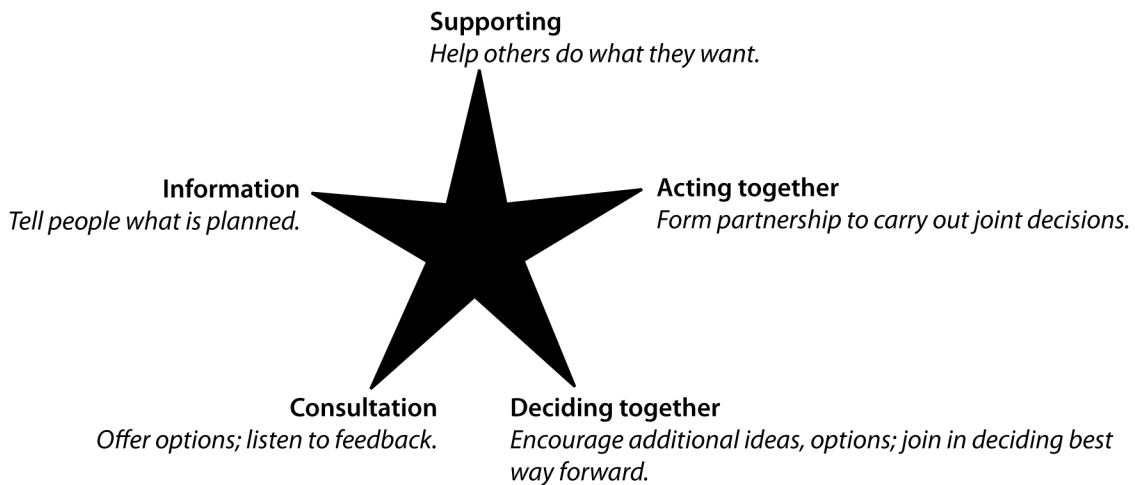 Supporting
Help others do what they want.
Information
Tell people what is planned.
Acting together
Form partnership to carry out joint decisions.
Consultation
Offer options; listen to feedback.
Deciding together
Encourage additional ideas, options; join in deciding best
way forward.